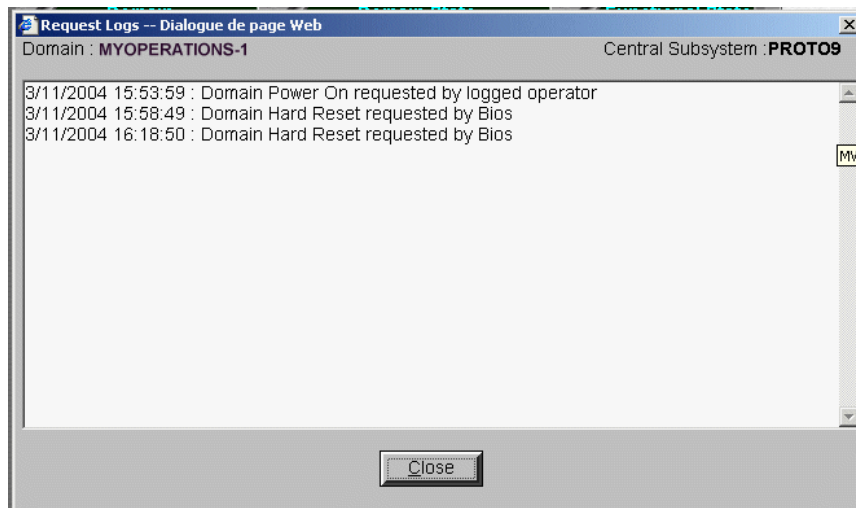 Request Logs -- Dialogue de page Web
Domain : MYOPERATIONS-1 Central Subsystem :PROTO9
3/11/2004 15:53:59 : Domain Power On requested by logged operator
3/11/2004 15:58:49 : Domain Hard Reset requested by Bios
3/11/2004 16:18:50 : Domain Hard Reset requested by Bios
Close